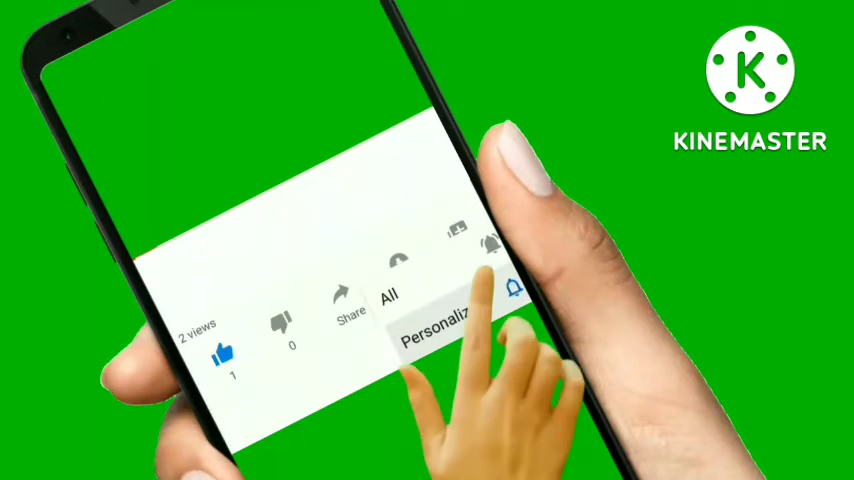 K
KINEMASTER
2 views
1
0
Share
All
Personaliz